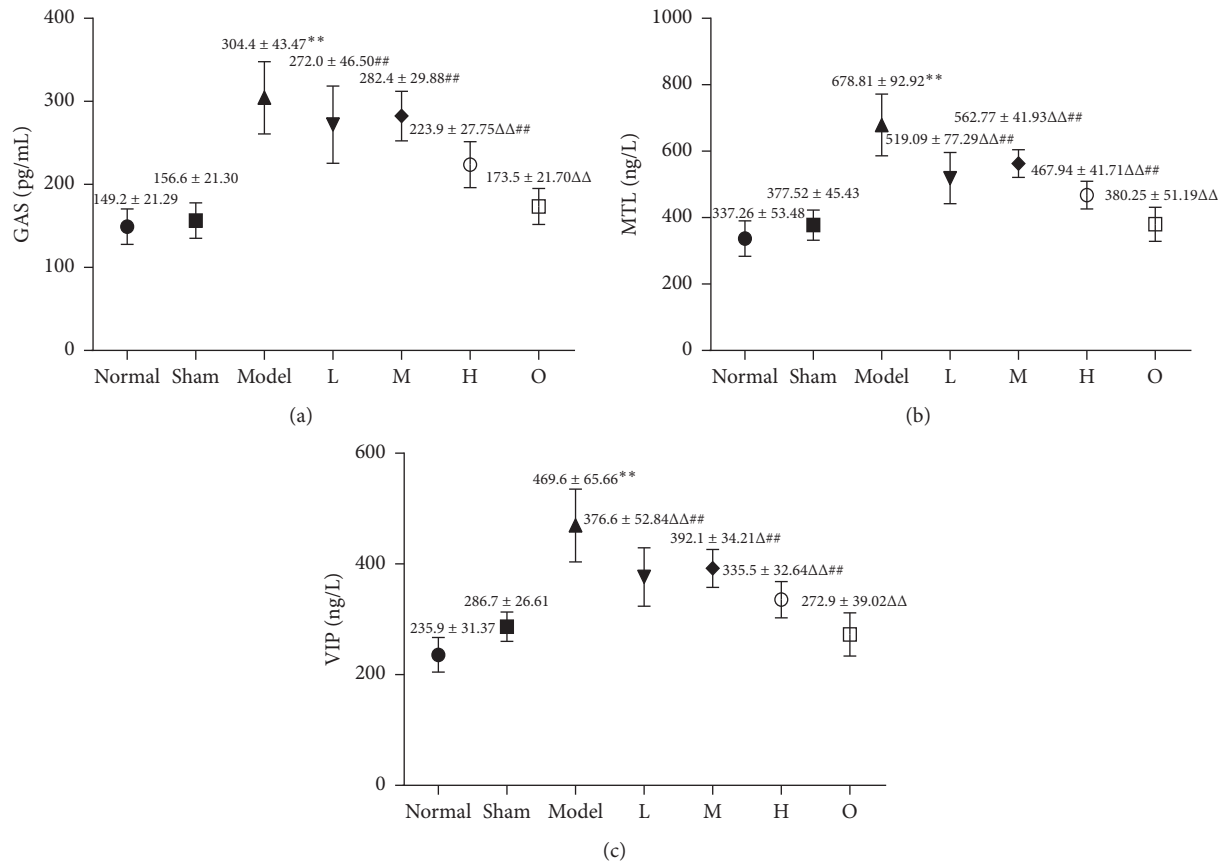 GAS (pg/mL)
400
300
200
100
0
149.2 ± 21.29
156.6 ± 21.30
304.4 ± 43.47**
272.0 ± 46.50##
282.4 ± 29.88##
223.9 ± 27.75ΔΔ##
173.5 ± 21.70ΔΔ
Normal Sham Model L M H O
(a)
MTL (ng/L)
1000
800
600
400
200
0
337.26 ± 53.48
377.52 ± 45.43
678.81 ± 92.92**
519.09 ± 77.29ΔΔ##
562.77 ± 41.93ΔΔ##
467.94 ± 41.71ΔΔ##
380.25 ± 51.19ΔΔ
Normal Sham Model L M H O
(b)
VIP (ng/L)
600
400
200
0
235.9 ± 31.37
286.7 ± 26.61
469.6 ± 65.66**
376.6 ± 52.84ΔΔ##
392.1 ± 34.21Δ##
335.5 ± 32.64ΔΔ##
272.9 ± 39.02ΔΔ
Normal Sham Model L M H O
(c)